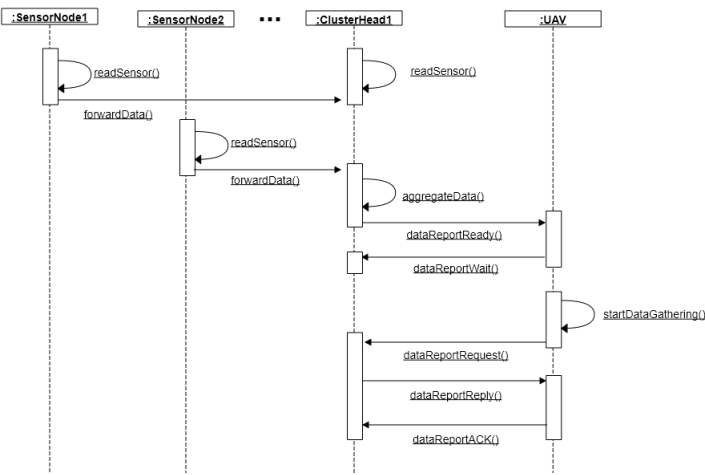 :SensorNode1
:SensorNode2
...
:ClusterHead1
:UAV
readSensor()
readSensor()
forwardData()
readSensor()
forwardData()
aggregateData()
dataReportReady()
dataReportWait()
startDataGathering()
dataReportRequest()
dataReportReply()
dataReportACK()